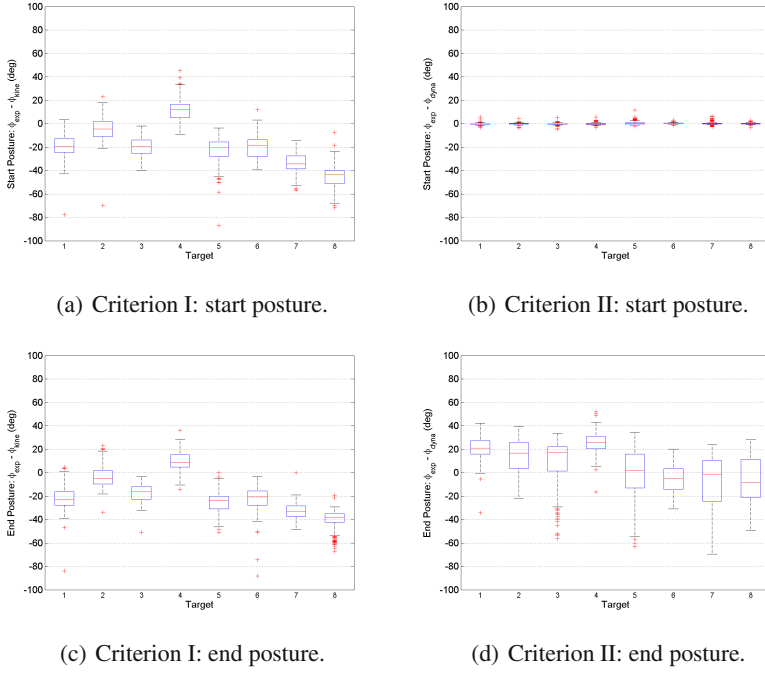 100
80
60
40
20
0
-20
-40
-60
-80
-100
Start Posture: ϕexp - ϕkine (deg)
1 2 3 4 5 6 7 8
Target
(a) Criterion I: start posture.
100
80
60
40
20
0
-20
-40
-60
-80
-100
Start Posture: ϕexp - ϕdyna (deg)
1 2 3 4 5 6 7 8
Target
(b) Criterion II: start posture.
100
80
60
40
20
0
-20
-40
-60
-80
-100
End Posture: ϕexp - ϕkine (deg)
1 2 3 4 5 6 7 8
Target
(c) Criterion I: end posture.
100
80
60
40
20
0
-20
-40
-60
-80
-100
End Posture: ϕexp - ϕdyna (deg)
1 2 3 4 5 6 7 8
Target
(d) Criterion II: end posture.